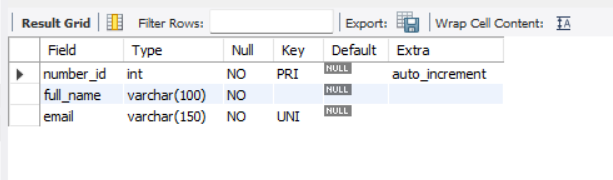 Result Grid Filter Rows: Export: Wrap Cell Content: IA
Field Type Null Key Default Extra
number_id int NO PRI NULL auto_increment
full_name varchar(100) NO NULL
email varchar(150) NO UNI NULL